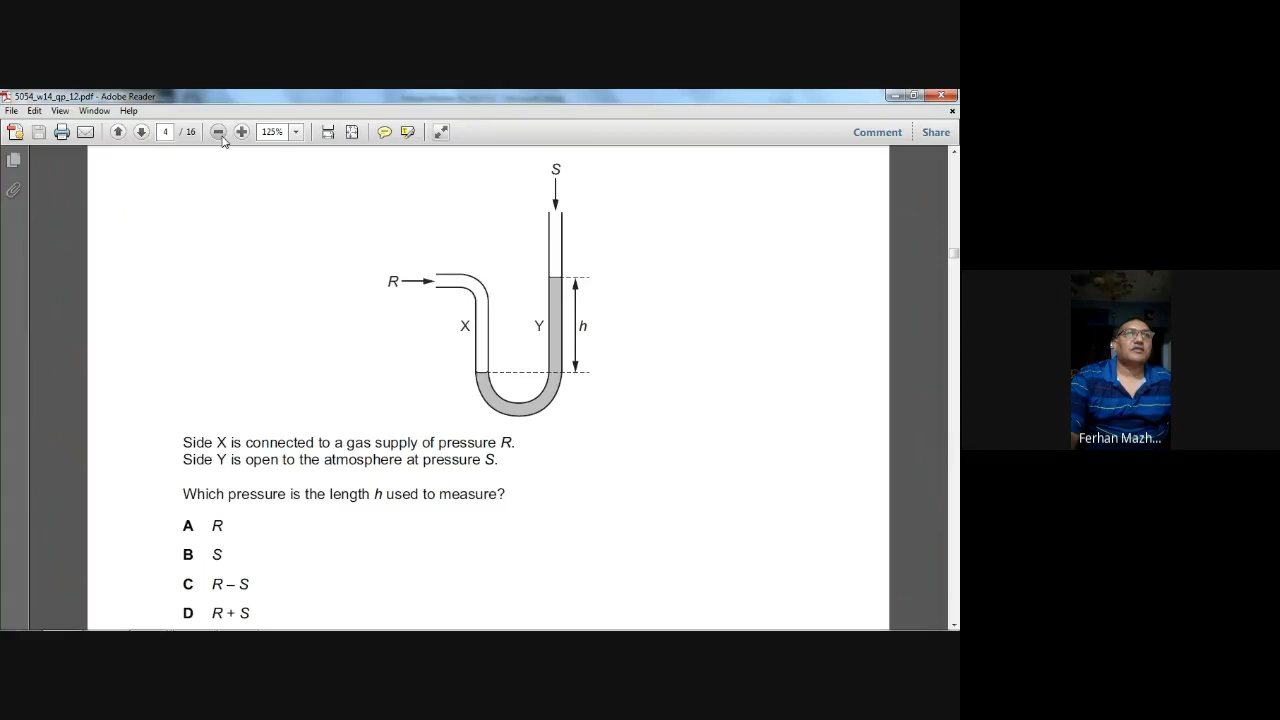 5054_w14_qp_12.pdf - Adobe Reader
File Edit View Window Help
4 / 16 125% Comment Share
S
R
X Y h
Side X is connected to a gas supply of pressure R.
Side Y is open to the atmosphere at pressure S.
Which pressure is the length h used to measure?
A R
B S
C R – S
D R + S
Ferhan Mazh...